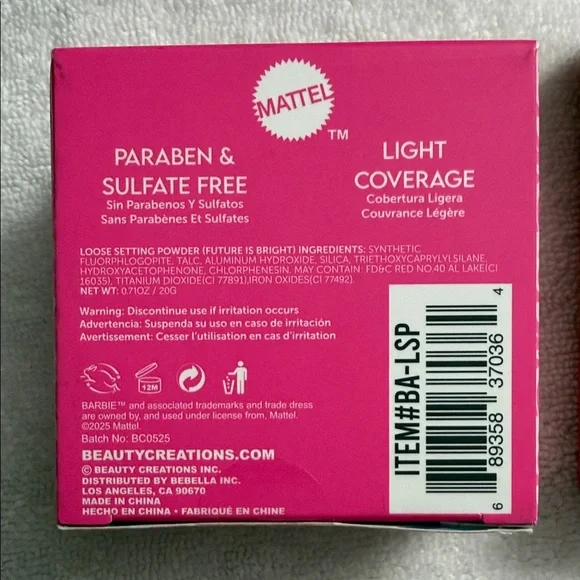 MATTEL
TM
PARABEN &
SULFATE FREE
Sin Parabenos Y Sulfatos
Sans Parabènes Et Sulfates
LIGHT
COVERAGE
Cobertura Ligera
Couvrance Légère
LOOSE SETTING POWDER (FUTURE IS BRIGHT) INGREDIENTS: SYNTHETIC
FLUORPHLOGOPITE, TALC, ALUMINUM HYDROXIDE, SILICA, TRIETHOXYCAPRYLYLSILANE,
HYDROXYACETOPHENONE, CHLORPHENESIN. MAY CONTAIN: FD&C RED NO.40 AL LAKE(CI
16035), TITANIUM DIOXIDE(CI 77891),IRON OXIDES(CI 77492).
NET WT: 0.71OZ / 20G
Warning: Discontinue use if irritation occurs
Advertencia: Suspenda su uso en caso de irritación
Avertissement: Cesser l'utilisation en cas d'irritation
12M
BARBIE™ and associated trademarks and trade dress
are owned by, and used under license from, Mattel.
©2025 Mattel
Batch No: BC0525
BEAUTYCREATIONS.COM
© BEAUTY CREATIONS INC.
DISTRIBUTED BY BEBELLA INC.
LOS ANGELES, CA 90670
MADE IN CHINA
HECHO EN CHINA • FABRIQUÉ EN CHINE
ITEM#BA-LSP
6 89358 37036 4